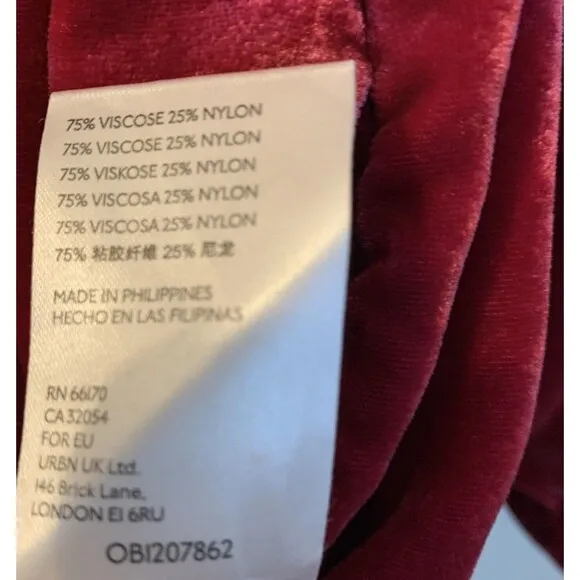 75% VISCOSE 25% NYLON
75% VISCOSE 25% NYLON
75% VISKOSE 25% NYLON
75% VISCOSA 25% NYLON
75% VISCOSA 25% NYLON
75% 粘胶纤维 25% 尼龙
MADE IN PHILIPPINES
HECHO EN LAS FILIPINAS
RN 66170
CA 32054
FOR EU
URBN UK Ltd.
146 Brick Lane,
LONDON E1 6RU
OB1207862